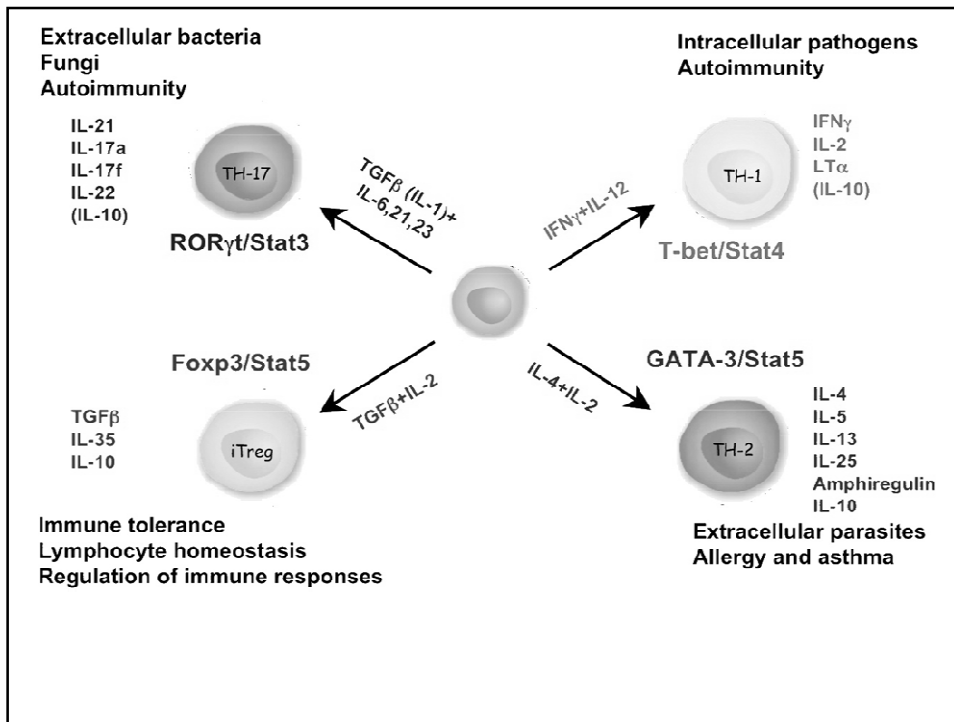 Extracellular bacteria
Fungi
Autoimmunity
IL-21
IL-17a
IL-17f
IL-22
(IL-10)
TH-17
RORγt/Stat3
TGFβ (IL-1)+
IL-6,21,23
Intracellular pathogens
Autoimmunity
IFNγ
IL-2
LTα
(IL-10)
TH-1
T-bet/Stat4
IFNγ+IL-12
Foxp3/Stat5
TGFβ
IL-35
IL-10
iTreg
TGFβ+IL-2
Immune tolerance
Lymphocyte homeostasis
Regulation of immune responses
GATA-3/Stat5
IL-4+IL-2
TH-2
IL-4
IL-5
IL-13
IL-25
Amphiregulin
IL-10
Extracellular parasites
Allergy and asthma